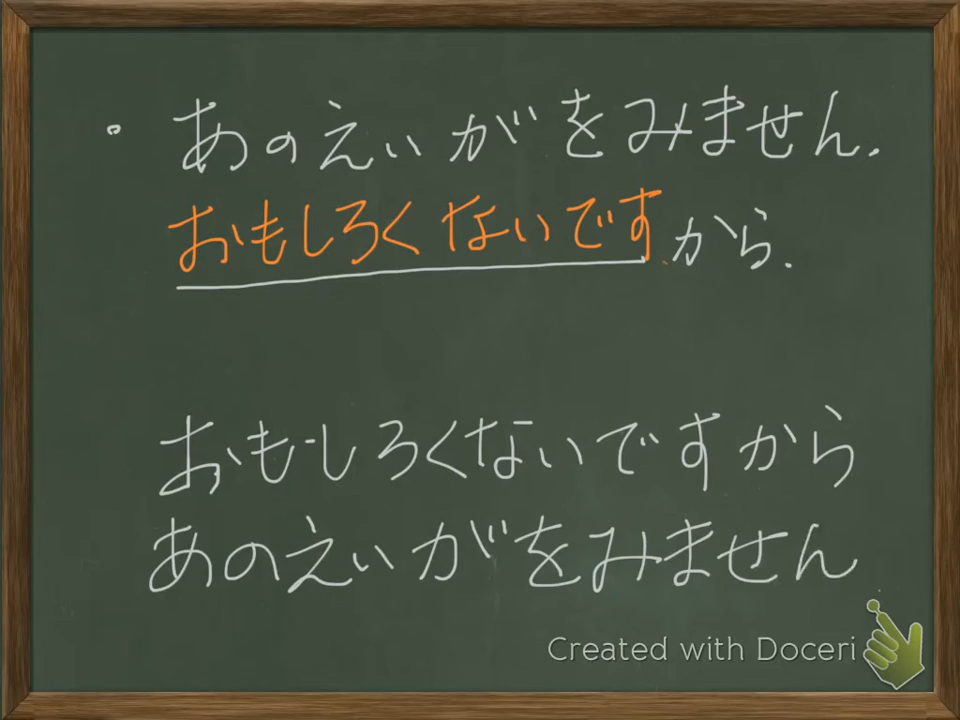 。あのえいがをみません.
おもしろくないですから.
おもしろくないですから
あのえいがをみません
Created with Doceri